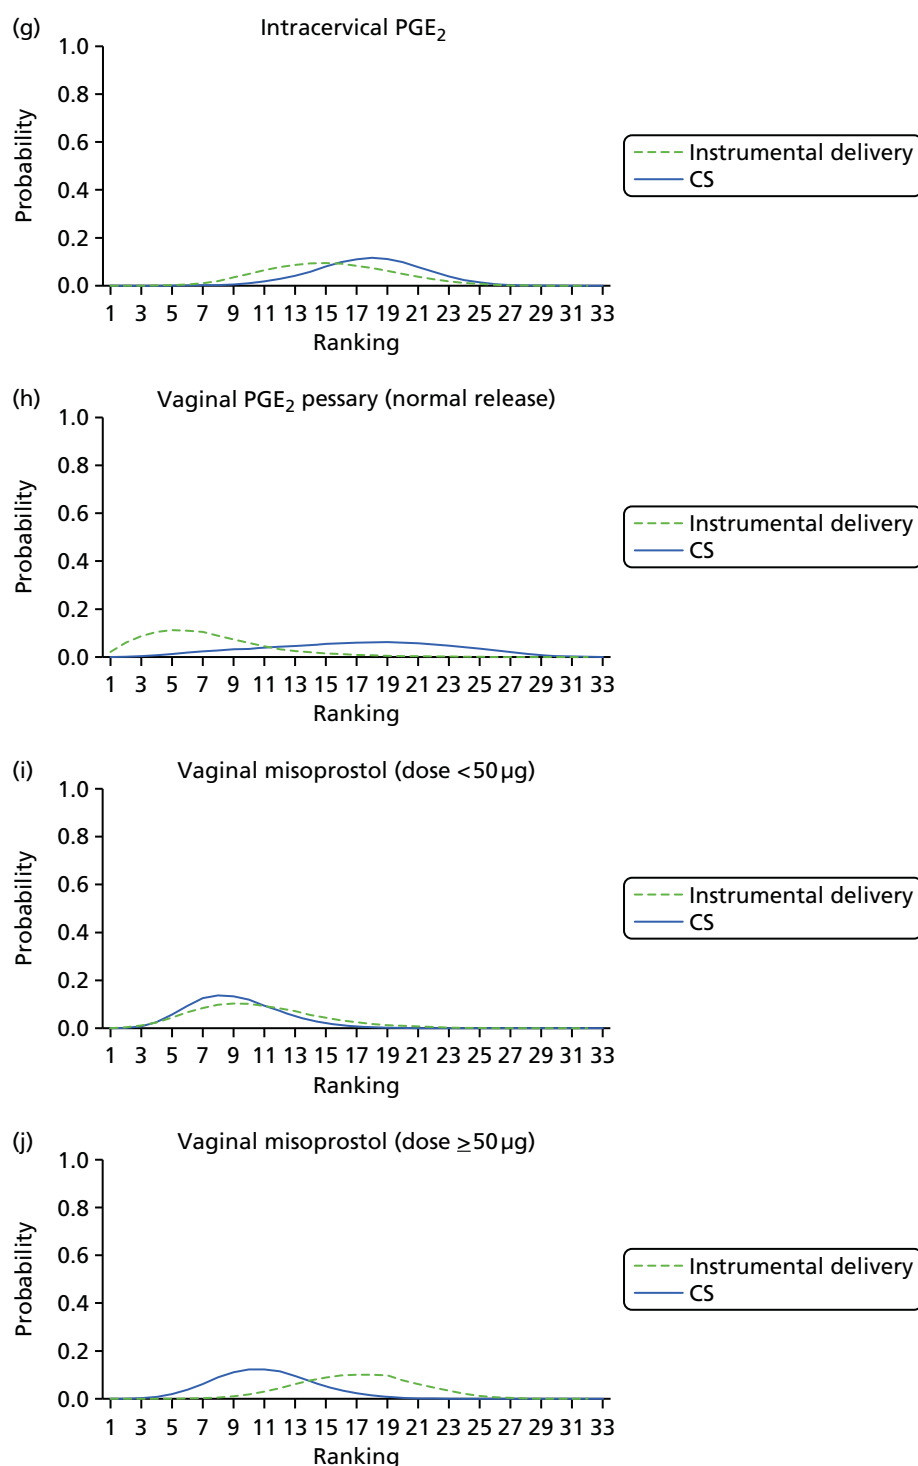 (g)
Intracervical PGE₂
1.0
0.8
0.6
0.4
0.2
0.0
Probability
1 3 5 7 9 11 13 15 17 19 21 23 25 27 29 31 33
Ranking
Instrumental delivery
CS
(h)
Vaginal PGE₂ pessary (normal release)
1.0
0.8
0.6
0.4
0.2
0.0
Probability
1 3 5 7 9 11 13 15 17 19 21 23 25 27 29 31 33
Ranking
Instrumental delivery
CS
(i)
Vaginal misoprostol (dose <50 µg)
1.0
0.8
0.6
0.4
0.2
0.0
Probability
1 3 5 7 9 11 13 15 17 19 21 23 25 27 29 31 33
Ranking
Instrumental delivery
CS
(j)
Vaginal misoprostol (dose ≥50 µg)
1.0
0.8
0.6
0.4
0.2
0.0
Probability
1 3 5 7 9 11 13 15 17 19 21 23 25 27 29 31 33
Ranking
Instrumental delivery
CS